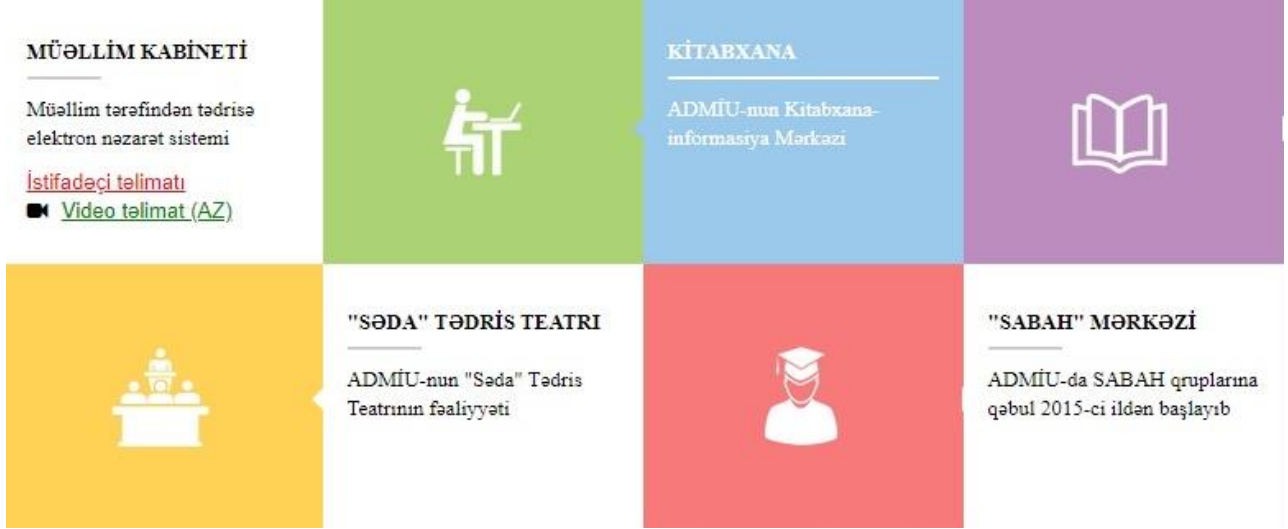 MÜƏLLİM KABİNETİ
Müəllim tərəfindən tədrisə
elektron nəzarət sistemi
İstifadəçi təlimatı
Video təlimat (AZ)
KİTABXANA
ADMİU-nun Kitabxana-
informasiya Mərkəzi
"SƏDA" TƏDRİS TEATRI
ADMİU-nun "Səda" Tədris
Teatrının fəaliyyəti
"SABAH" MƏRKƏZİ
ADMİU-da SABAH qruplarına
qəbul 2015-ci ildən başlayıb